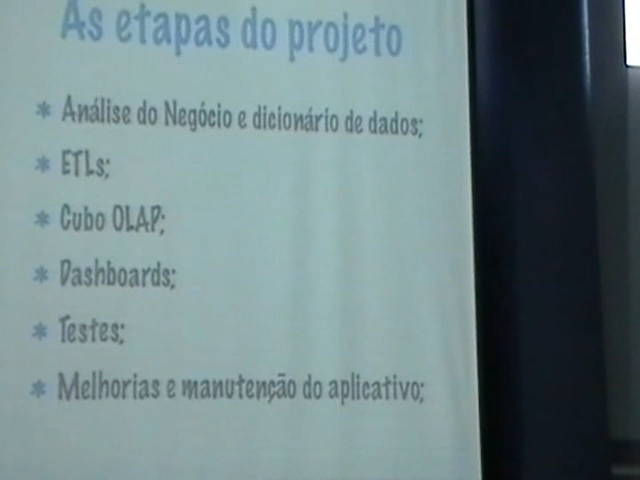 As etapas do projeto
* Análise do Negócio e dicionário de dados;
* ETLs;
* Cubo OLAP;
* Dashboards;
* Testes;
* Melhorias e manutenção do aplicativo;